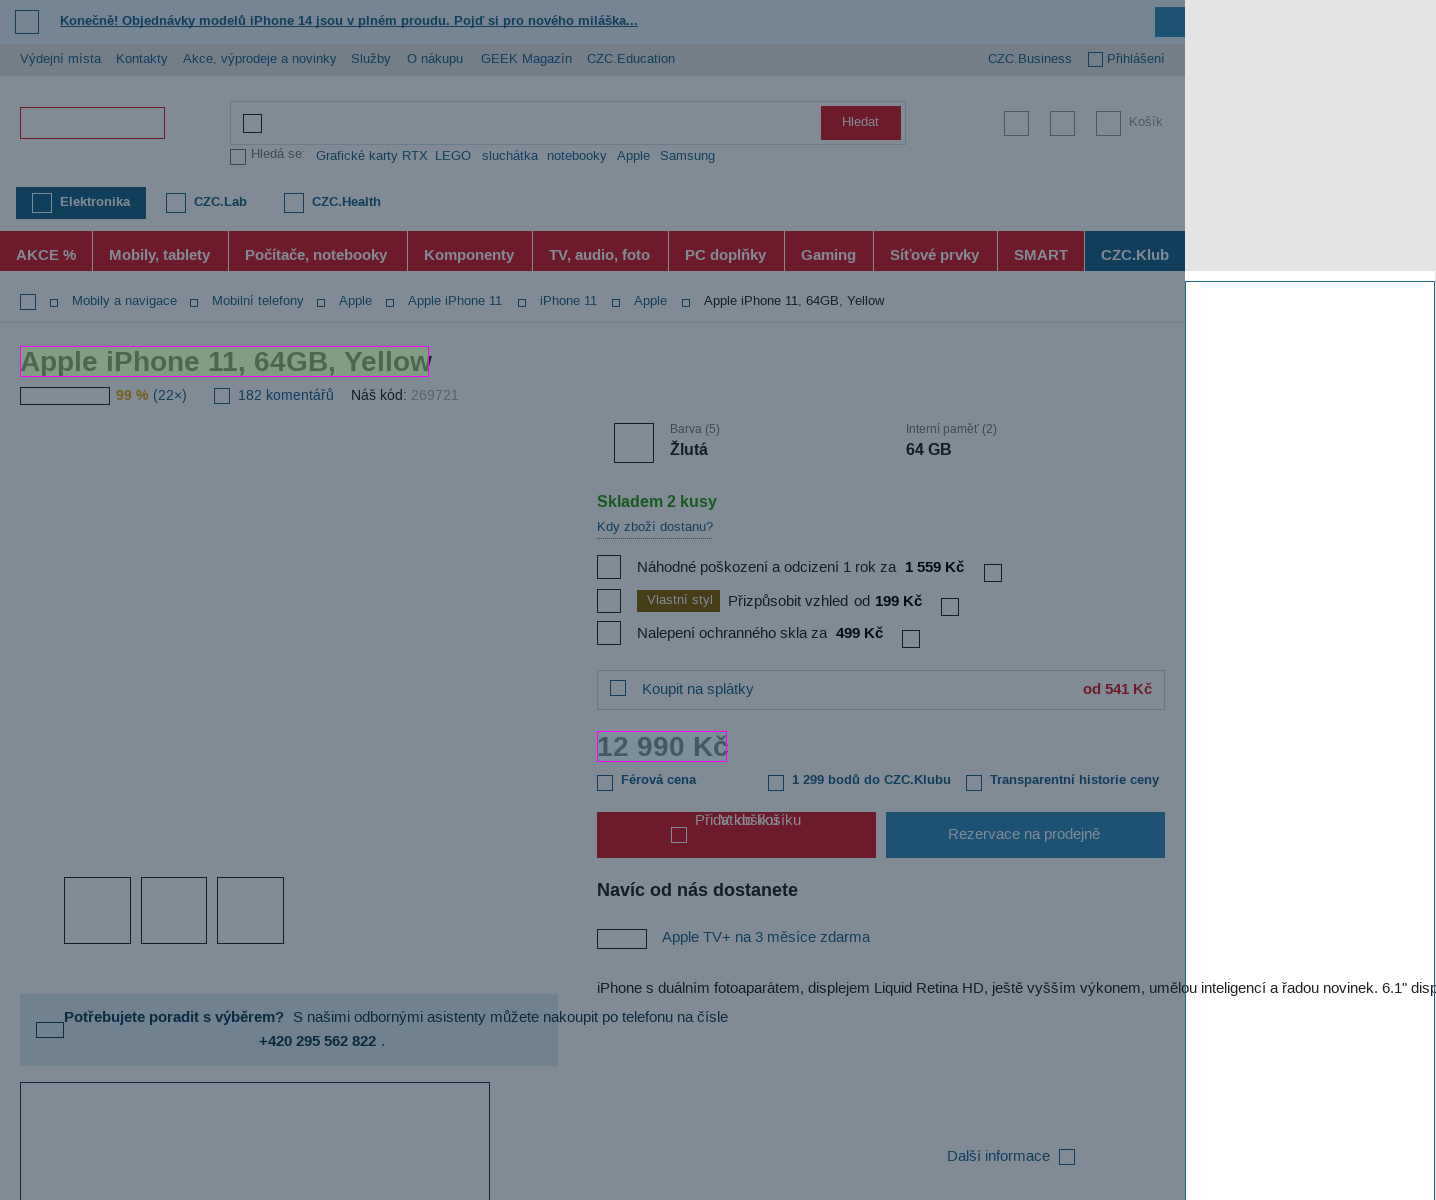 Konečně! Objednávky modelů iPhone 14 jsou v plném proudu. Pojď si pro nového miláška...
Výdejní místa Kontakty Akce, výprodeje a novinky Služby O nákupu GEEK Magazín CZC.Education CZC.Business Přihlášení
Hledat Košík
Hledá se: Grafické karty RTX LEGO sluchátka notebooky Apple Samsung
Elektronika CZC.Lab CZC.Health
AKCE % Mobily, tablety Počítače, notebooky Komponenty TV, audio, foto PC doplňky Gaming Síťové prvky SMART CZC.Klub
Mobily a navigace Mobilní telefony Apple Apple iPhone 11 iPhone 11 Apple Apple iPhone 11, 64GB, Yellow
Apple iPhone 11, 64GB, Yellow
99 % (22×) 182 komentářů Náš kód: 269721
Barva (5) Interní paměť (2)
Žlutá 64 GB
Skladem 2 kusy
Kdy zboží dostanu?
Náhodné poškození a odcizení 1 rok za 1 559 Kč
Vlastní styl Přizpůsobit vzhled od 199 Kč
Nalepení ochranného skla za 499 Kč
Koupit na splátky od 541 Kč
12 990 Kč
Férová cena 1 299 bodů do CZC.Klubu Transparentní historie ceny
Přidat do košíku V košíku
Rezervace na prodejně
Navíc od nás dostanete
Apple TV+ na 3 měsíce zdarma
iPhone s duálním fotoaparátem, displejem Liquid Retina HD, ještě vyšším výkonem, umělou inteligencí a řadou novinek. 6.1" disp
Potřebujete poradit s výběrem? S našimi odbornými asistenty můžete nakoupit po telefonu na čísle
+420 295 562 822 .
Další informace